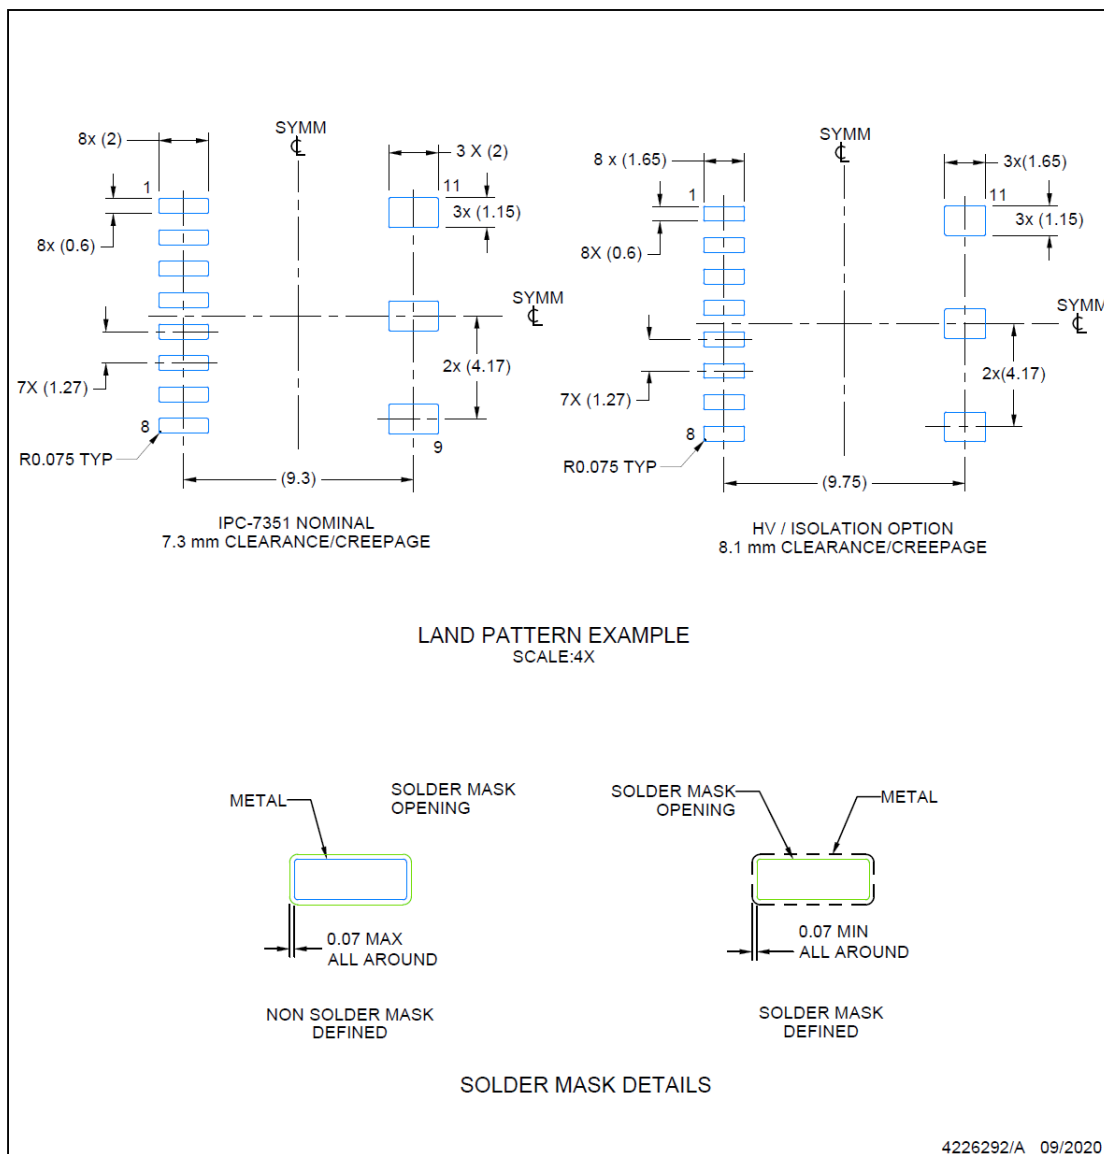 SYMM
℄
8x (2)
3 X (2)
1
11
3x (1.15)
8x (0.6)
SYMM
℄
2x (4.17)
7X (1.27)
8
9
R0.075 TYP
(9.3)
IPC-7351 NOMINAL
7.3 mm CLEARANCE/CREEPAGE
SYMM
℄
8 x (1.65)
3x(1.65)
1
11
3x (1.15)
8X (0.6)
SYMM
℄
2x(4.17)
7X (1.27)
8
R0.075 TYP
(9.75)
HV / ISOLATION OPTION
8.1 mm CLEARANCE/CREEPAGE
LAND PATTERN EXAMPLE
SCALE:4X
METAL
SOLDER MASK
OPENING
0.07 MAX
ALL AROUND
NON SOLDER MASK
DEFINED
SOLDER MASK
OPENING
METAL
0.07 MIN
ALL AROUND
SOLDER MASK
DEFINED
SOLDER MASK DETAILS
4226292/A 09/2020